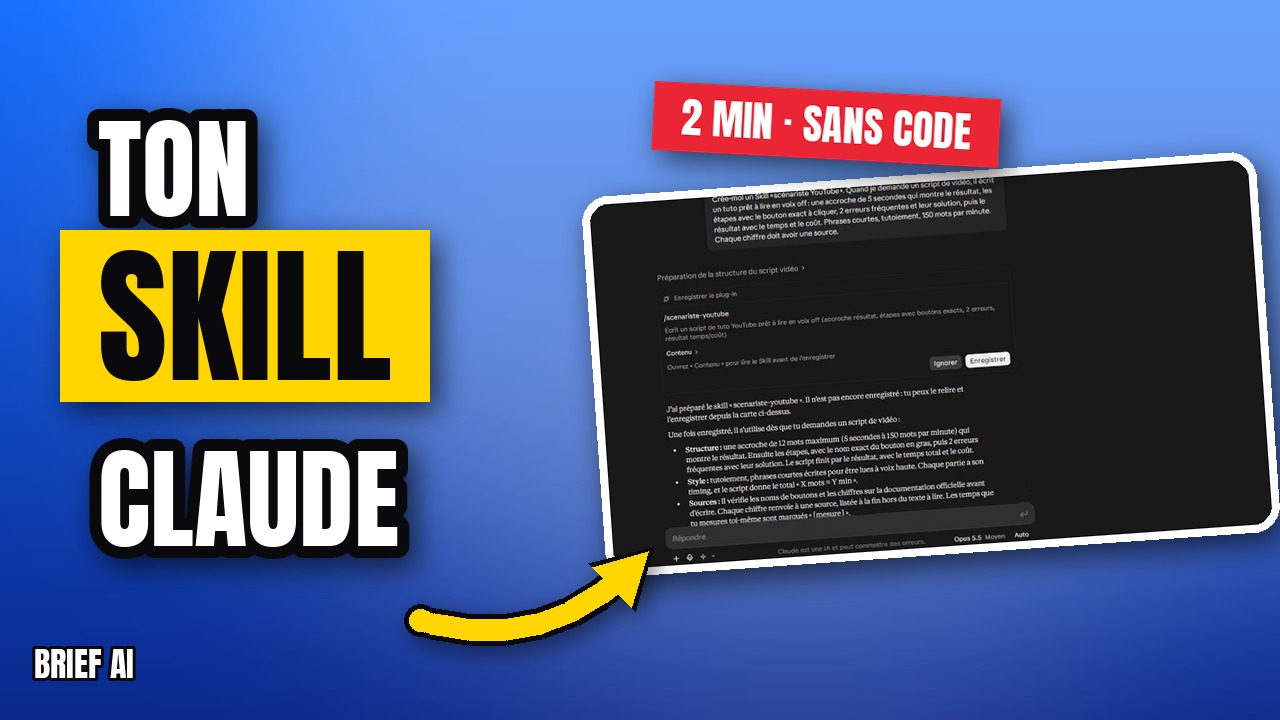 TON
SKILL
CLAUDE
BRIEF AI
2 MIN · SANS CODE
Crée-moi un Skill « scénariste YouTube ». Quand je demande un script de vidéo, il écrit
un tuto prêt à lire en voix off : une accroche de 5 secondes qui montre le résultat, les
étapes avec le bouton exact à cliquer, 2 erreurs fréquentes et leur solution, puis le
résultat avec le temps et le coût. Phrases courtes, tutoiement, 150 mots par minute.
Chaque chiffre doit avoir une source.
Préparation de la structure du script vidéo >
Enregistrer le plug-in
/scenariste-youtube
Écrit un script de tuto YouTube prêt à lire en voix off (accroche résultat, étapes avec boutons exacts, 2 erreurs,
résultat temps/coût)
Contenu >
Ouvrez « Contenu » pour lire le Skill avant de l'enregistrer
Ignorer
Enregistrer
J'ai préparé le skill « scenariste-youtube ». Il n'est pas encore enregistré : tu peux le relire et
l'enregistrer depuis la carte ci-dessus.
Une fois enregistré, il s'utilise dès que tu demandes un script de vidéo :
• Structure : une accroche de 12 mots maximum (5 secondes à 150 mots par minute) qui
montre le résultat. Ensuite les étapes, avec le nom exact du bouton en gras, puis 2 erreurs
fréquentes avec leur solution. Le script finit par le résultat, avec le temps total et le coût.
• Style : tutoiement, phrases courtes écrites pour être lues à voix haute. Chaque partie a son
timing, et le script donne le total « X mots ≈ Y min ».
• Sources : il vérifie les noms de boutons et les chiffres sur la documentation officielle avant
d'écrire. Chaque chiffre renvoie à une source, listée à la fin hors du texte à lire. Les temps que
tu mesures toi-même sont marqués « [mesure] ».
Répondre
Claude est une IA et peut commettre des erreurs.
Opus 5.5 Moyen
Auto